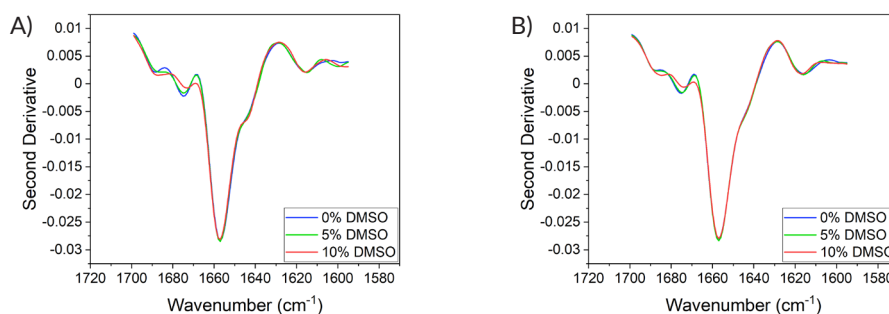 A)
Second Derivative
0.01
0.005
0
-0.005
-0.01
-0.015
-0.02
-0.025
-0.03
0% DMSO
5% DMSO
10% DMSO
1720 1700 1680 1660 1640 1620 1600 1580
Wavenumber (cm⁻¹)
B)
Second Derivative
0.01
0.005
0
-0.005
-0.01
-0.015
-0.02
-0.025
-0.03
0% DMSO
5% DMSO
10% DMSO
1720 1700 1680 1660 1640 1620 1600 1580
Wavenumber (cm⁻¹)